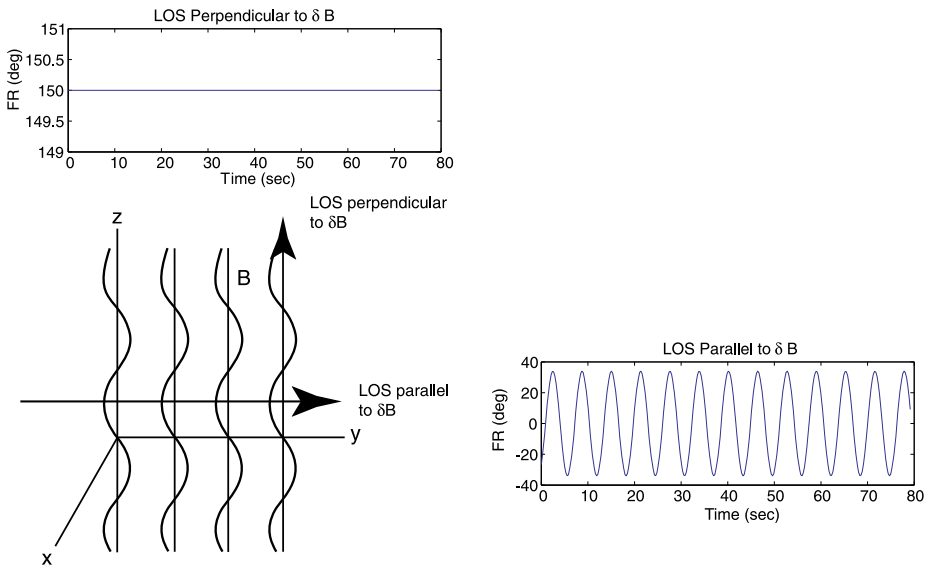 LOS Perpendicular to δ B
151
150.5
150
149.5
149
FR (deg)
0 10 20 30 40 50 60 70 80
Time (sec)
LOS perpendicular
to δB
z
B
LOS parallel
to δB
y
x
LOS Parallel to δ B
40
20
0
-20
-40
FR (deg)
0 10 20 30 40 50 60 70 80
Time (sec)